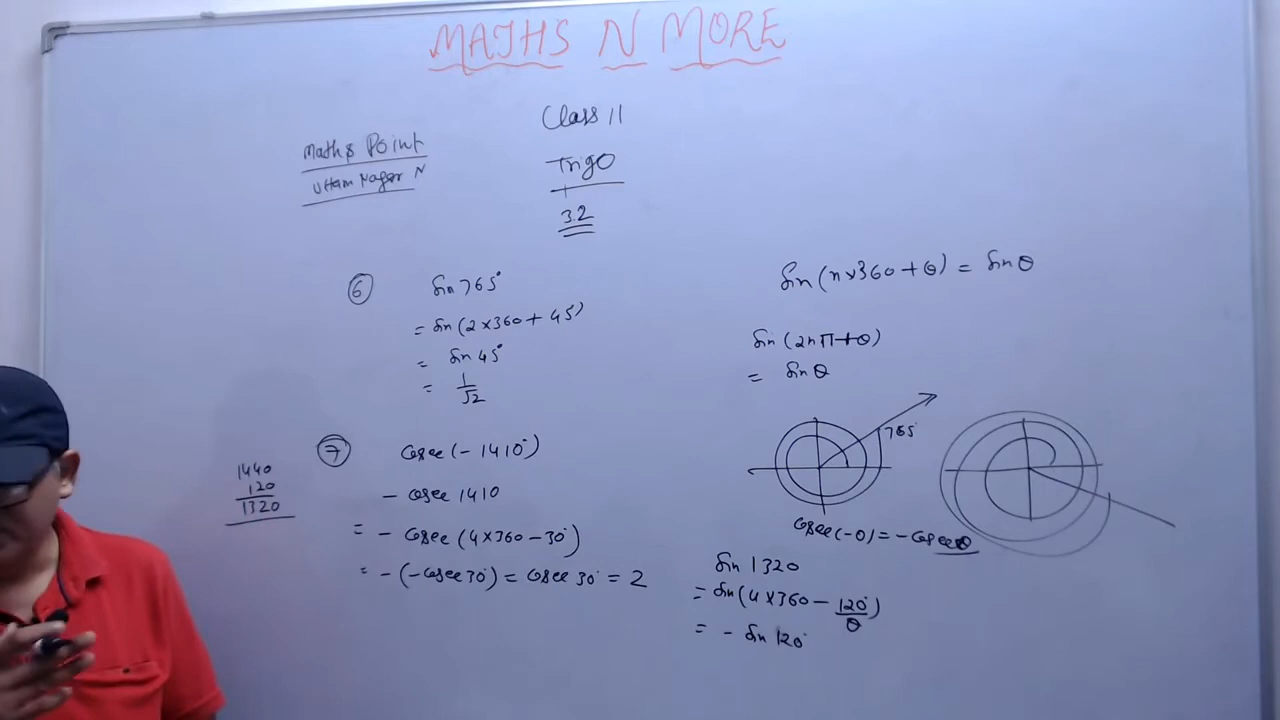 MATHS N MORE
Class 11
Maths Point
Uttam Nagar N
Trigo
3.2
6 Sin 765°
= Sin (2×360 + 45°)
= Sin 45°
= 1/√2
Sin (n×360 + θ) = Sin θ
Sin (2nπ + θ)
= Sin θ
765°
7 Cosec (-1410°)
- Cosec 1410
= - Cosec (4×360 - 30°)
= - (-Cosec 30°) = Cosec 30° = 2
1440
120
1320
Cosec (-θ) = - Cosec θ
Sin 1320
= Sin (4×360 - 120°)
θ
= - Sin 120°